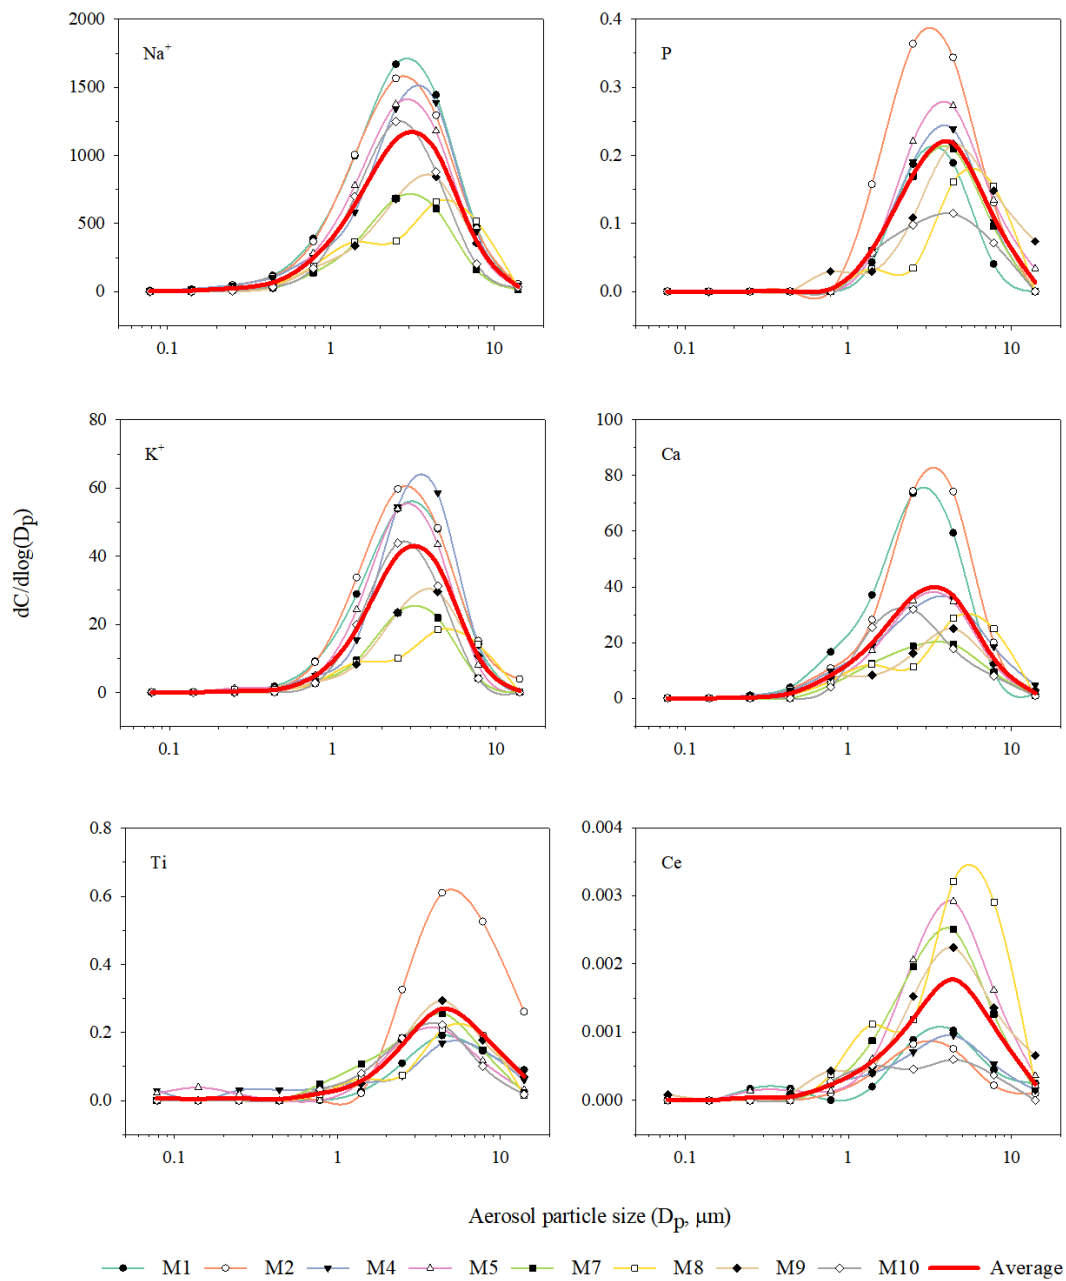 2000
1500
1000
500
0
Na⁺
0.1 1 10
0.4
0.3
0.2
0.1
0.0
P
0.1 1 10
80
60
40
20
0
K⁺
0.1 1 10
100
80
60
40
20
0
Ca
0.1 1 10
dC/dlog(Dp)
0.8
0.6
0.4
0.2
0.0
Ti
0.1 1 10
0.004
0.003
0.002
0.001
0.000
Ce
0.1 1 10
Aerosol particle size (Dp, μm)
M1 M2 M4 M5 M7 M8 M9 M10 Average